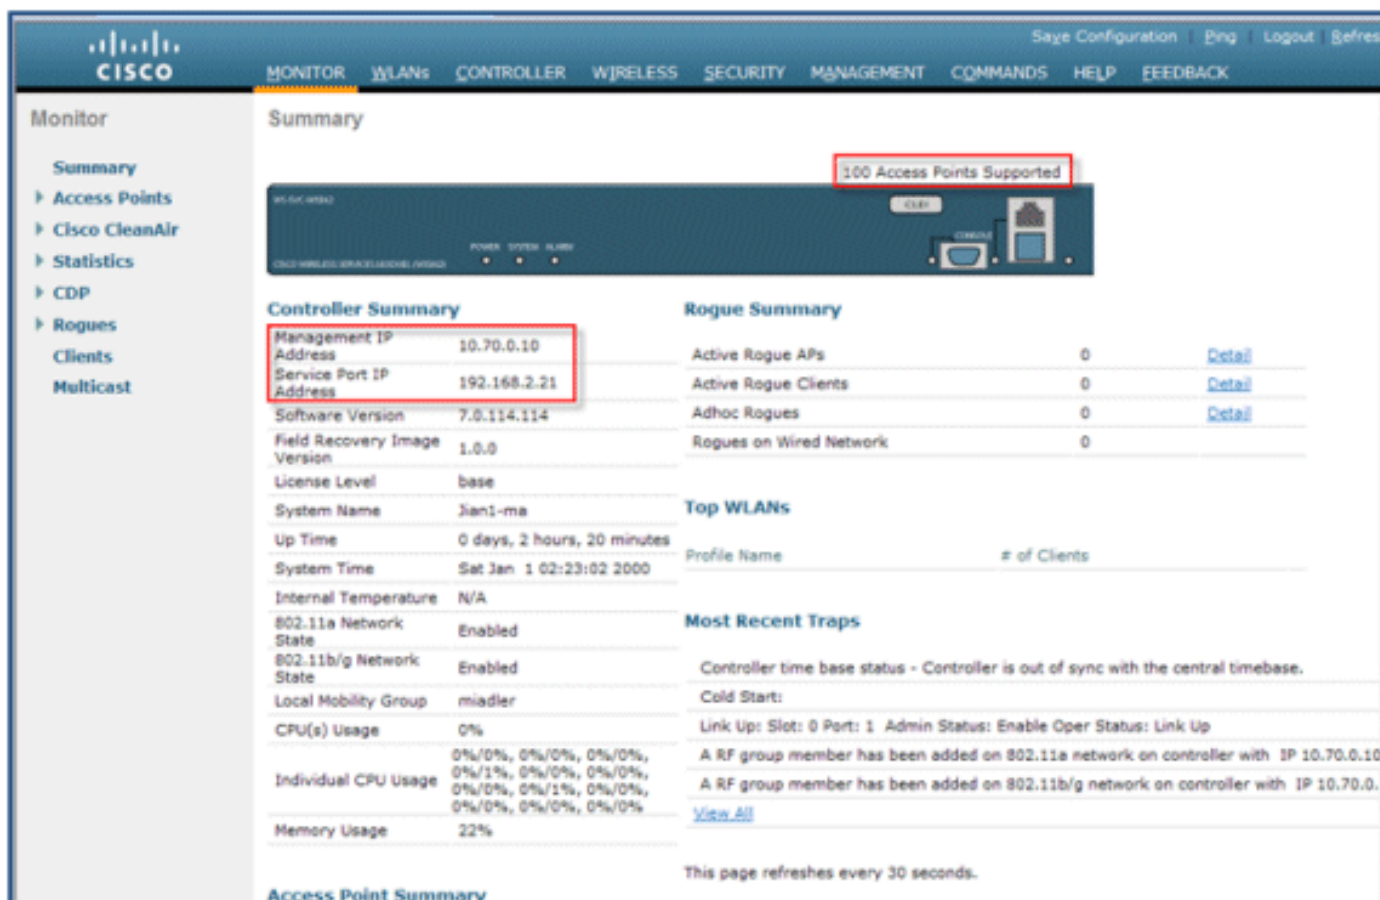 Save Configuration | Ping | Logout | Refres
CISCO
MONITOR WLANs CONTROLLER WIRELESS SECURITY MANAGEMENT COMMANDS HELP FEEDBACK
Monitor
Summary
Access Points
Cisco CleanAir
Statistics
CDP
Rogues
Clients
Multicast
Summary
100 Access Points Supported
POWER SYSTEM ALARM
CONSOLE
Controller Summary
Management IP
Address 10.70.0.10
Service Port IP
Address 192.168.2.21
Software Version 7.0.114.114
Field Recovery Image
Version 1.0.0
License Level base
System Name Jian1-ma
Up Time 0 days, 2 hours, 20 minutes
System Time Sat Jan 1 02:23:02 2000
Internal Temperature N/A
802.11a Network
State Enabled
802.11b/g Network
State Enabled
Local Mobility Group miadler
CPU(s) Usage 0%
Individual CPU Usage 0%/0%, 0%/0%, 0%/0%,
0%/1%, 0%/0%, 0%/0%,
0%/0%, 0%/1%, 0%/0%,
0%/0%, 0%/0%, 0%/0%
Memory Usage 22%
Access Point Summary
Rogue Summary
Active Rogue APs 0 Detail
Active Rogue Clients 0 Detail
Adhoc Rogues 0 Detail
Rogues on Wired Network 0
Top WLANs
Profile Name # of Clients
Most Recent Traps
Controller time base status - Controller is out of sync with the central timebase.
Cold Start:
Link Up: Slot: 0 Port: 1 Admin Status: Enable Oper Status: Link Up
A RF group member has been added on 802.11a network on controller with IP 10.70.0.10
A RF group member has been added on 802.11b/g network on controller with IP 10.70.0.
View All
This page refreshes every 30 seconds.